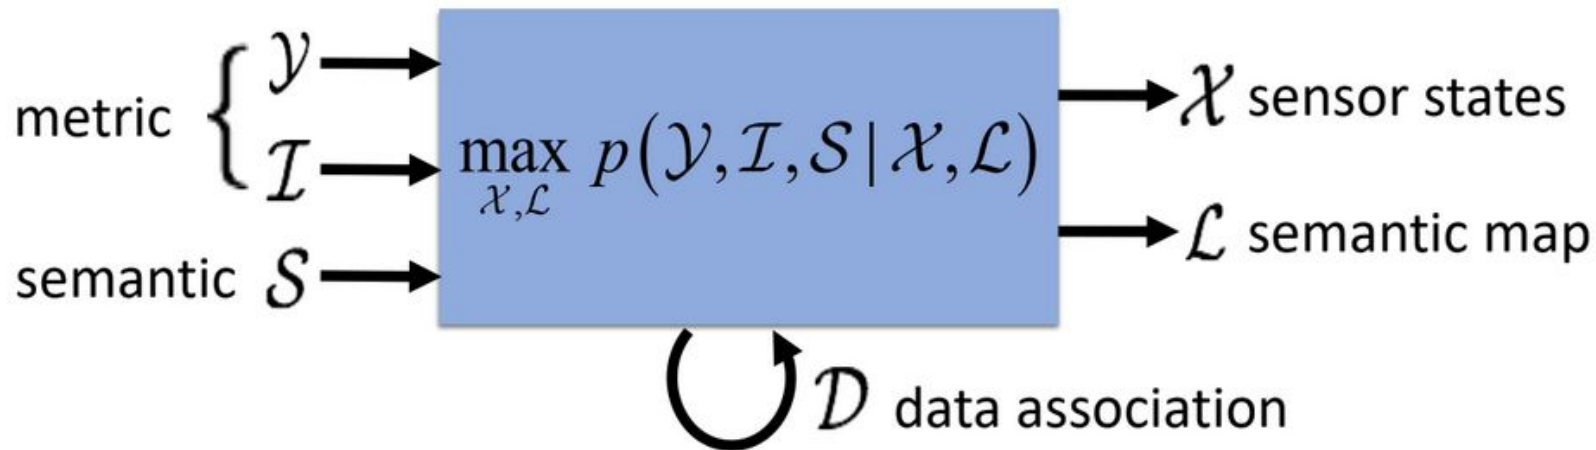 metric { 𝒴
ℐ
semantic 𝒮
max p(𝒴,ℐ,𝒮|𝒳,ℒ)
𝒳,ℒ
𝒳 sensor states
ℒ semantic map
𝒟 data association